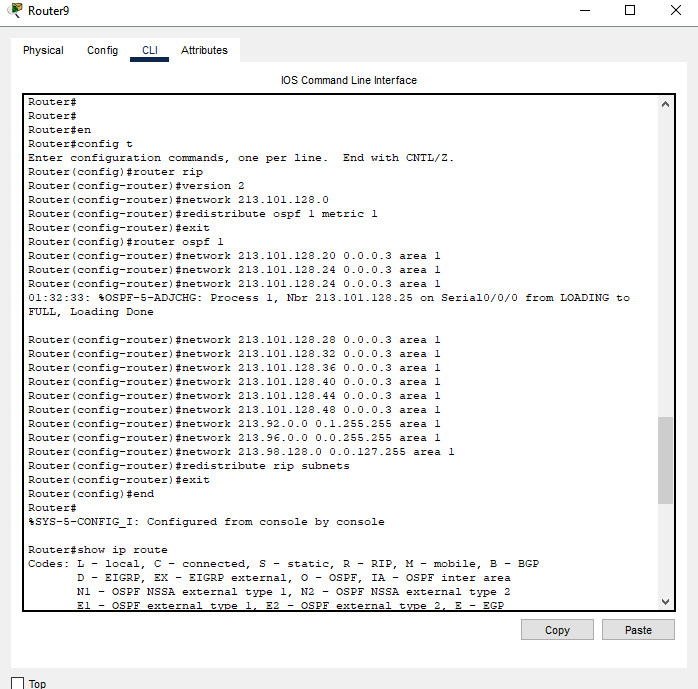 Router9
Physical Config CLI Attributes
IOS Command Line Interface
Router#
Router#
Router#en
Router#config t
Enter configuration commands, one per line.  End with CNTL/Z.
Router(config)#router rip
Router(config-router)#version 2
Router(config-router)#network 213.101.128.0
Router(config-router)#redistribute ospf 1 metric 1
Router(config-router)#exit
Router(config)#router ospf 1
Router(config-router)#network 213.101.128.20 0.0.0.3 area 1
Router(config-router)#network 213.101.128.24 0.0.0.3 area 1
Router(config-router)#network 213.101.128.24 0.0.0.3 area 1
01:32:33: %OSPF-5-ADJCHG: Process 1, Nbr 213.101.128.25 on Serial0/0/0 from LOADING to
FULL, Loading Done
Router(config-router)#network 213.101.128.28 0.0.0.3 area 1
Router(config-router)#network 213.101.128.32 0.0.0.3 area 1
Router(config-router)#network 213.101.128.36 0.0.0.3 area 1
Router(config-router)#network 213.101.128.40 0.0.0.3 area 1
Router(config-router)#network 213.101.128.44 0.0.0.3 area 1
Router(config-router)#network 213.101.128.48 0.0.0.3 area 1
Router(config-router)#network 213.92.0.0 0.1.255.255 area 1
Router(config-router)#network 213.96.0.0 0.0.255.255 area 1
Router(config-router)#network 213.98.128.0 0.0.127.255 area 1
Router(config-router)#redistribute rip subnets
Router(config-router)#exit
Router(config)#end
Router#
%SYS-5-CONFIG_I: Configured from console by console
Router#show ip route
Codes: L - local, C - connected, S - static, R - RIP, M - mobile, B - BGP
D - EIGRP, EX - EIGRP external, O - OSPF, IA - OSPF inter area
N1 - OSPF NSSA external type 1, N2 - OSPF NSSA external type 2
E1 - OSPF external type 1, E2 - OSPF external type 2, E - EGP
Copy Paste
Top